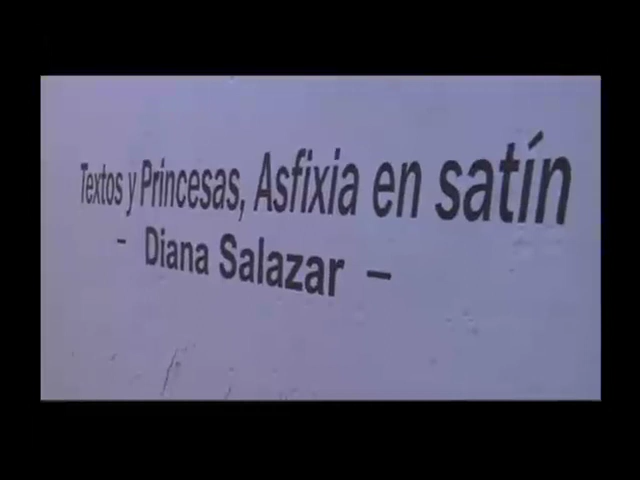 Textos y Princesas, Asfixia en satín
- Diana Salazar –